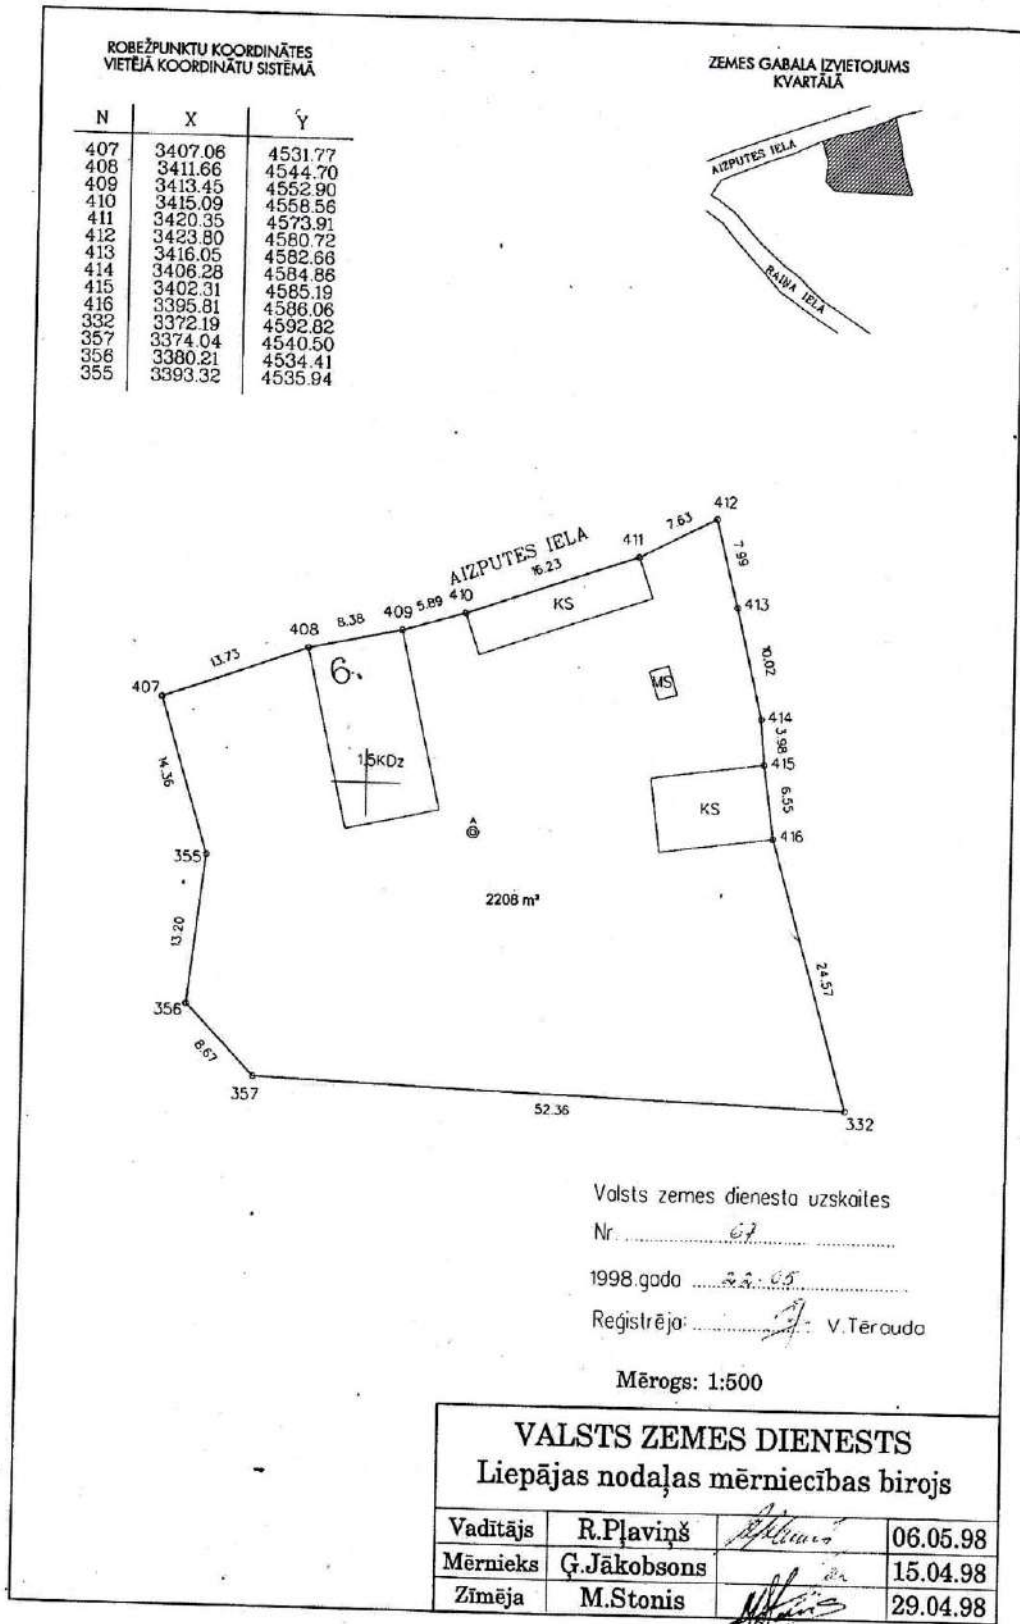 ROBEŽPUNKTU KOORDINĀTES
VIETĒJĀ KOORDINĀTU SISTĒMĀ
N X Y
407 3407.06 4531.77
408 3411.66 4544.70
409 3413.45 4552.90
410 3415.09 4558.56
411 3420.35 4573.91
412 3423.80 4580.72
413 3416.05 4582.66
414 3406.28 4584.86
415 3402.31 4585.19
416 3395.81 4586.06
332 3372.19 4592.82
357 3374.04 4540.50
356 3380.21 4534.41
355 3393.32 4535.94
ZEMES GABALA IZVIETOJUMS
KVARTĀLĀ
AIZPUTES IELA
RAIŅA IELA
AIZPUTES IELA
412
7.63
411
7.99
16.23
410
413
KS
5.89
409
8.38
408
6.
13.73
407
10.02
MS
414
3.98
415
1,5KDz
14.36
KS
6.55
416
355
2208 m²
13.20
24.57
356
8.67
357
52.36
332
Valsts zemes dienesta uzskaites
Nr. 67
1998.gada 22.05
Reģistrēja: V.Tērauda
Mērogs: 1:500
VALSTS ZEMES DIENESTS
Liepājas nodaļas mērniecības birojs
Vadītājs R.Pļaviņš 06.05.98
Mērnieks Ģ.Jākobsons 15.04.98
Zīmēja M.Stonis 29.04.98